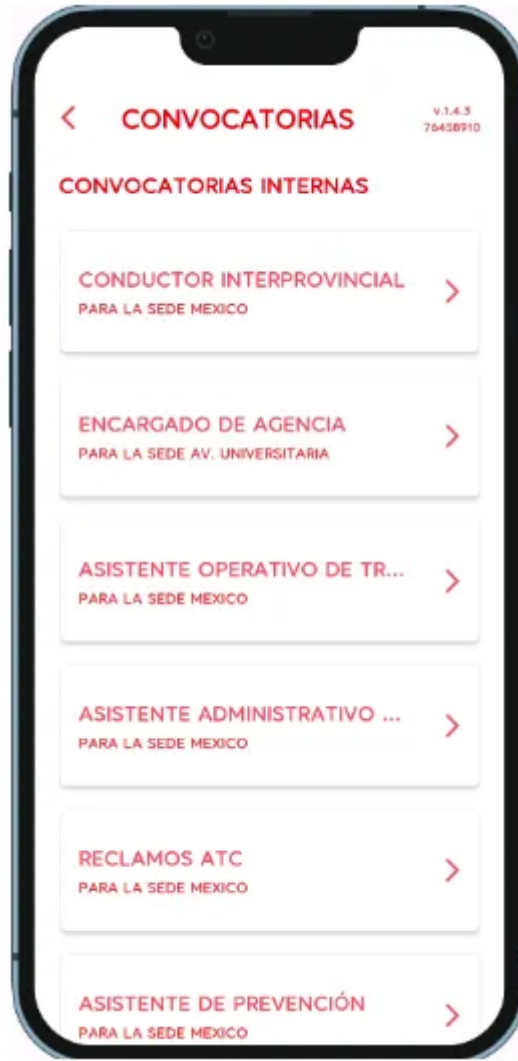 CONVOCATORIAS
v.1.4.3
76458910
CONVOCATORIAS INTERNAS
CONDUCTOR INTERPROVINCIAL
PARA LA SEDE MEXICO
ENCARGADO DE AGENCIA
PARA LA SEDE AV. UNIVERSITARIA
ASISTENTE OPERATIVO DE TR...
PARA LA SEDE MEXICO
ASISTENTE ADMINISTRATIVO ...
PARA LA SEDE MEXICO
RECLAMOS ATC
PARA LA SEDE MEXICO
ASISTENTE DE PREVENCIÓN
PARA LA SEDE MEXICO